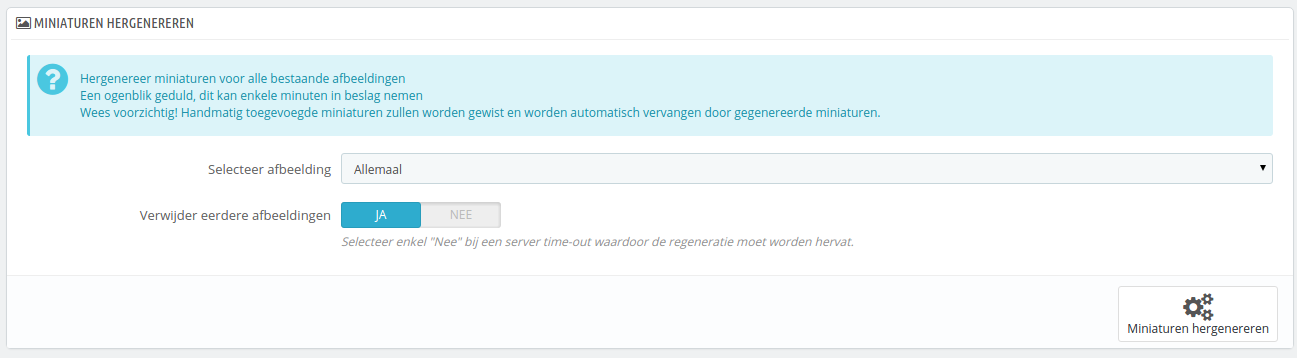 MINIATUREN HERGENEREREN
?
Hergenereer miniaturen voor alle bestaande afbeeldingen
Een ogenblik geduld, dit kan enkele minuten in beslag nemen
Wees voorzichtig! Handmatig toegevoegde miniaturen zullen worden gewist en worden automatisch vervangen door gegenereerde miniaturen.
Selecteer afbeelding Allemaal
Verwijder eerdere afbeeldingen JA NEE
Selecteer enkel "Nee" bij een server time-out waardoor de regeneratie moet worden hervat.
Miniaturen hergenereren